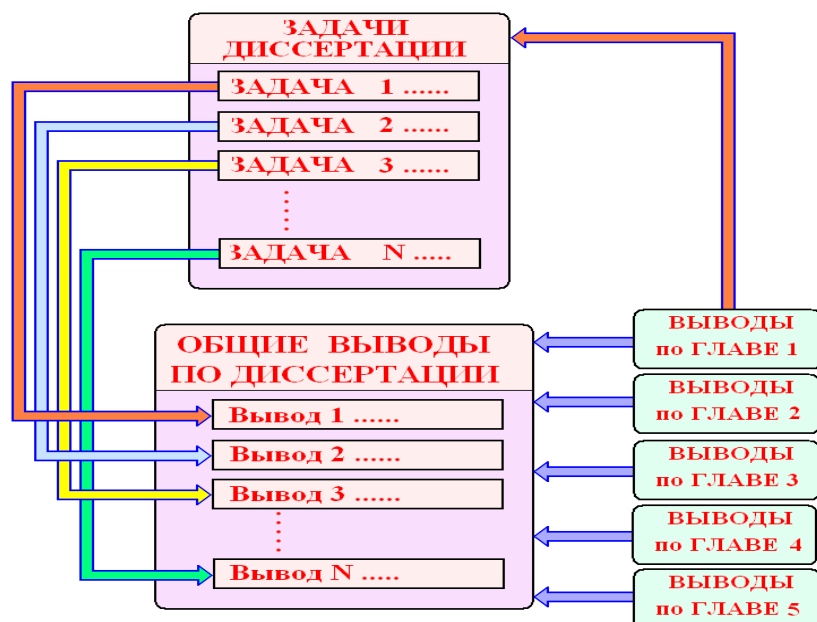 ЗАДАЧИ
ДИССЕРТАЦИИ
ЗАДАЧА 1 ......
ЗАДАЧА 2 ......
ЗАДАЧА 3 ......
ЗАДАЧА N .....
ОБЩИЕ ВЫВОДЫ
ПО ДИССЕРТАЦИИ
Вывод 1 ......
Вывод 2 ......
Вывод 3 ......
Вывод N .....
ВЫВОДЫ
по ГЛАВЕ 1
ВЫВОДЫ
по ГЛАВЕ 2
ВЫВОДЫ
по ГЛАВЕ 3
ВЫВОДЫ
по ГЛАВЕ 4
ВЫВОДЫ
по ГЛАВЕ 5